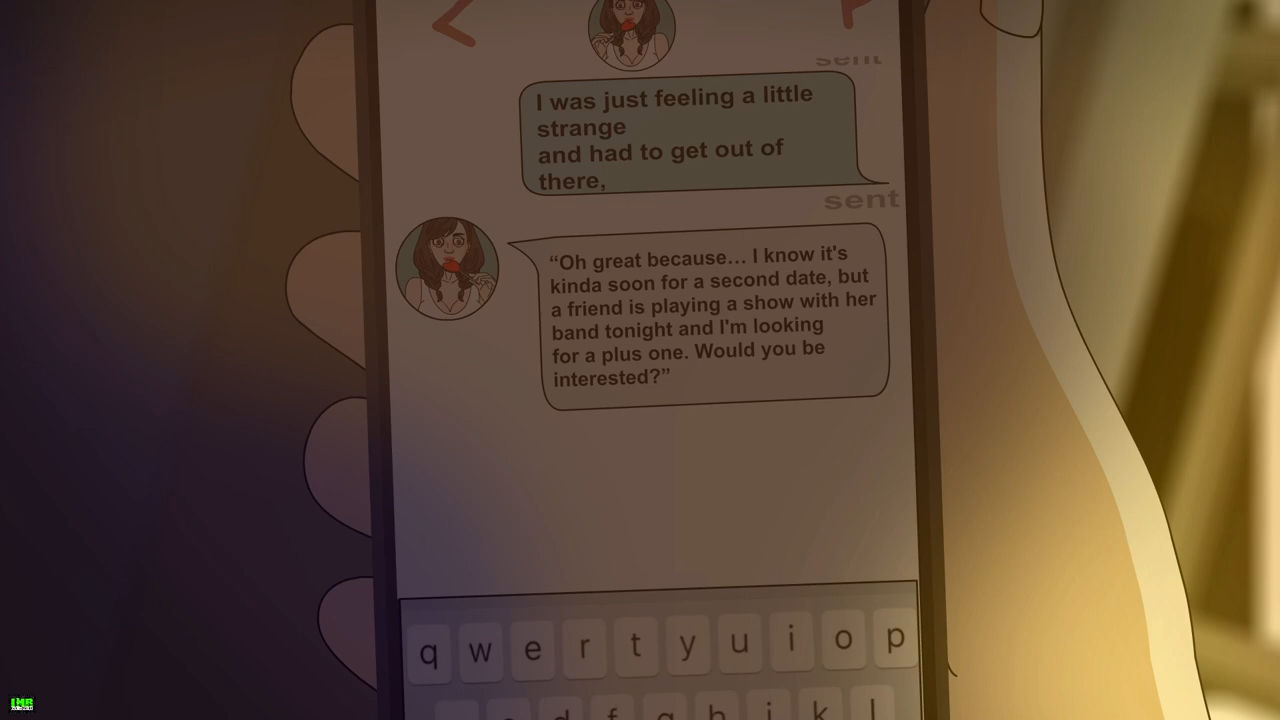 sent
I was just feeling a little
strange
and had to get out of
there,
sent
“Oh great because... I know it's
kinda soon for a second date, but
a friend is playing a show with her
band tonight and I'm looking
for a plus one. Would you be
interested?”
q w e r t y u i o p
d f g h j k l